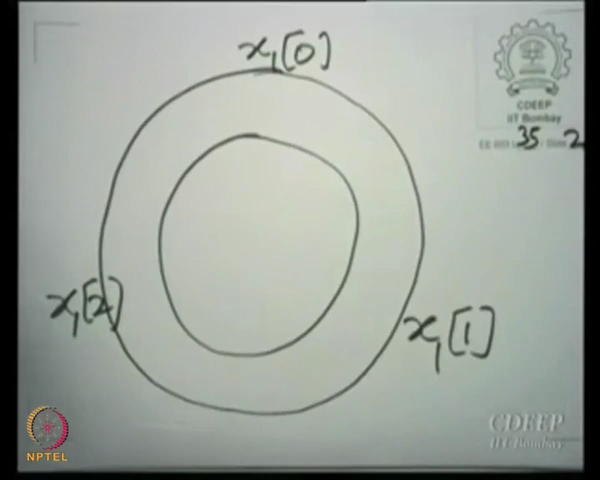 x₁[0]
CDEEP
IIT Bombay
35 2
x₁[2]
x₁[1]
NPTEL
CDEEP
IIT Bombay